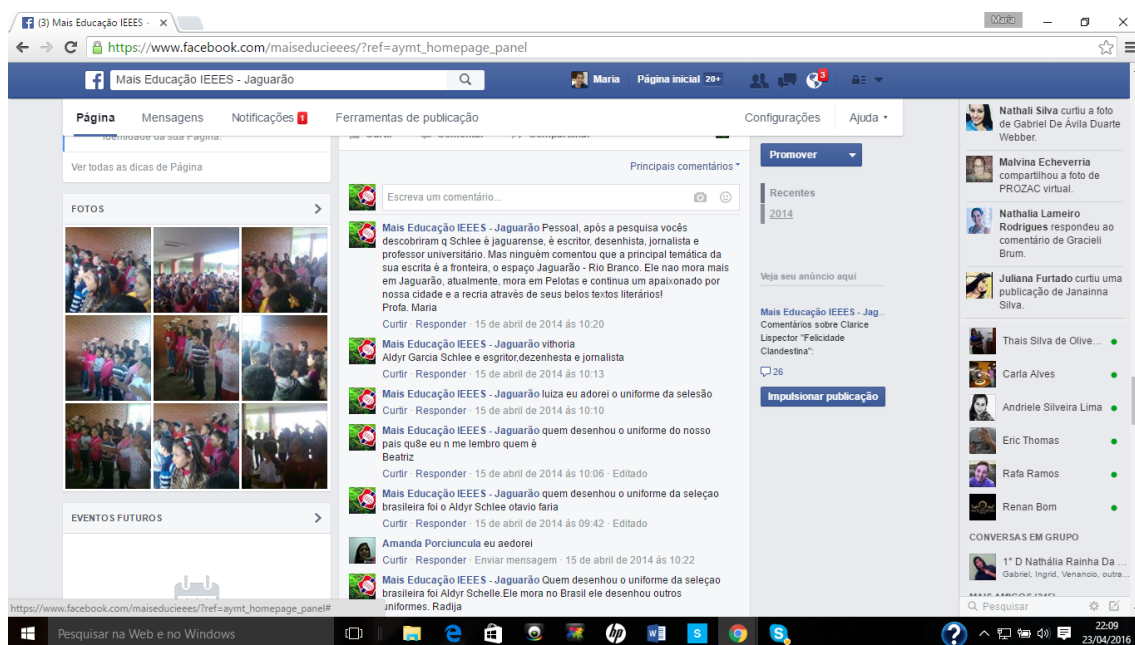 (3) Mais Educação IEEES -
Maria
https://www.facebook.com/maiseducieees/?ref=aymt_homepage_panel
Mais Educação IEEES - Jaguarão
Maria
Página inicial 20+
3
Página
Mensagens
Notificações 1
Ferramentas de publicação
Configurações
Ajuda
identidade da sua Página.
Ver todas as dicas de Página
FOTOS
EVENTOS FUTUROS
Curtir Comentar Compartilhar
Principais comentários
Escreva um comentário...
Mais Educação IEEES - Jaguarão Pessoal, após a pesquisa vocês
descobriram q Schlee é jaguarense, é escritor, desenhista, jornalista e
professor universitário. Mas ninguém comentou que a principal temática da
sua escrita é a fronteira, o espaço Jaguarão - Rio Branco. Ele nao mora mais
em Jaguarão, atualmente, mora em Pelotas e continua um apaixonado por
nossa cidade e a recria através de seus belos textos literários!
Profa. Maria
Curtir · Responder · 15 de abril de 2014 às 10:20
Mais Educação IEEES - Jaguarão vithoria
Aldyr Garcia Schlee e esgritor,dezenhesta e jornalista
Curtir · Responder · 15 de abril de 2014 às 10:13
Mais Educação IEEES - Jaguarão luiza eu adorei o uniforme da selesão
Curtir · Responder · 15 de abril de 2014 às 10:10
Mais Educação IEEES - Jaguarão quem desenhou o uniforme do nosso
pais qu8e eu n me lembro quem è
Beatriz
Curtir · Responder · 15 de abril de 2014 às 10:06 · Editado
Mais Educação IEEES - Jaguarão quem desenhou o uniforme da seleçao
brasileira foi o Aldyr Schlee otavio faria
Curtir · Responder · 15 de abril de 2014 às 09:42 · Editado
Amanda Porciuncula eu aedorei
Curtir · Responder · Enviar mensagem · 15 de abril de 2014 às 10:22
Mais Educação IEEES - Jaguarão Quem desenhou o uniforme da seleçao
brasileira foi Aldyr Schelle.Ele mora no Brasil ele desenhou outros
uniformes. Radija
Promover
Recentes
2014
Veja seu anúncio aqui
Mais Educação IEEES - Jag..
Comentários sobre Clarice
Lispector "Felicidade
Clandestina":
26
Impulsionar publicação
Nathali Silva curtiu a foto
de Gabriel De Ávila Duarte
Webber.
Malvina Echeverria
compartilhou a foto de
PROZAC virtual.
Nathalia Lameiro
Rodrigues respondeu ao
comentário de Gracieli
Brum.
Juliana Furtado curtiu uma
publicação de Janainna
Silva.
Thais Silva de Olive...
Carla Alves
Andriele Silveira Lima
Eric Thomas
Rafa Ramos
Renan Bom
CONVERSAS EM GRUPO
1° D Nathália Rainha Da ...
Gabriel, Ingrid, Venancio, outra...
MAIS AMIGOS
Pesquisar
https://www.facebook.com/maiseducieees/?ref=aymt_homepage_panel#
Pesquisar na Web e no Windows
22:09
23/04/2016